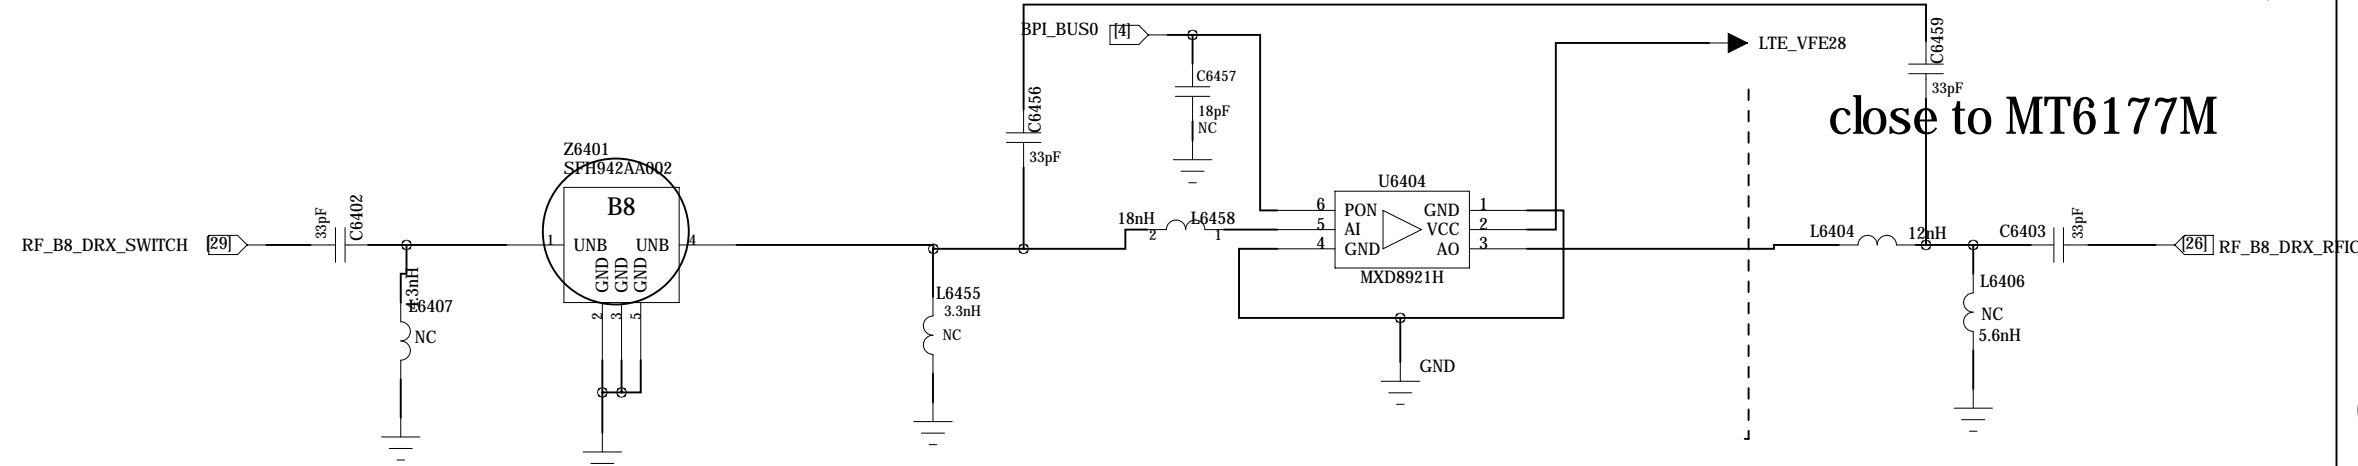 BPI_BUS0 [4]
LTE_VFE28
C6459
33pF
close to MT6177M
C6457
18pF
NC
C6456
33pF
Z6401
SFH942AA002
B8
1 UNB UNB 4
GND GND GND
2 3 5
RF_B8_DRX_SWITCH [29]
33pF
C6402
L6407
NC
L6455
3.3nH
NC
18nH L6458
2 1
U6404
6 PON GND 1
5 AI VCC 2
4 GND AO 3
MXD8921H
GND
L6404 12nH
C6403
33pF
[26] RF_B8_DRX_RFIC
L6406
NC
5.6nH